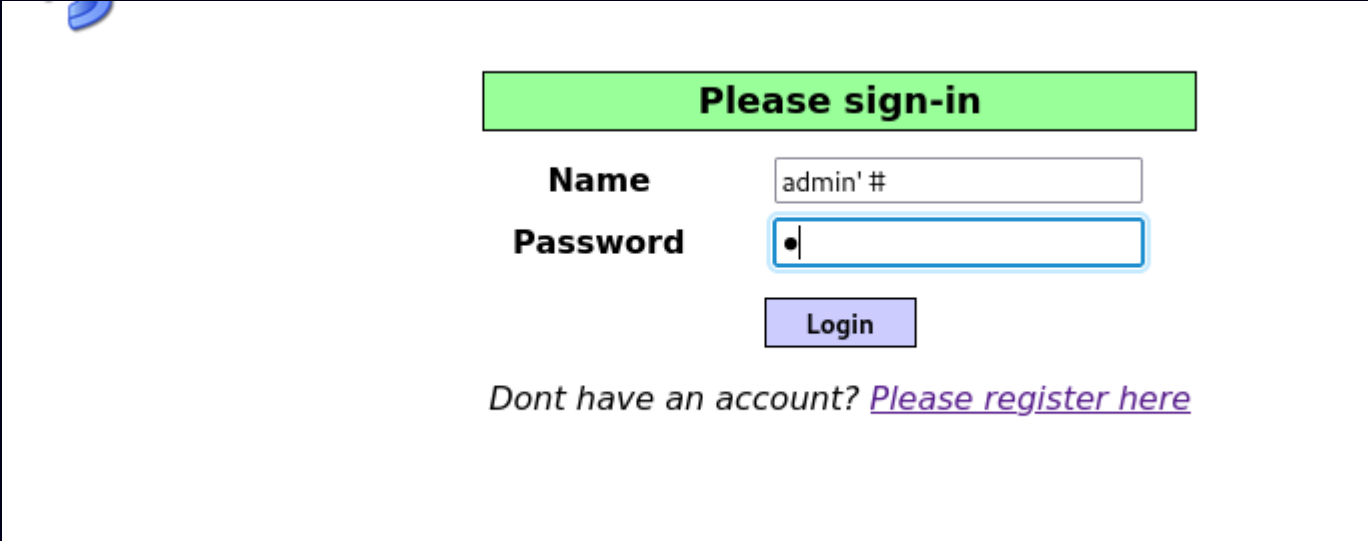 Please sign-in
Name admin' #
Password ●
Login
Dont have an account? Please register here